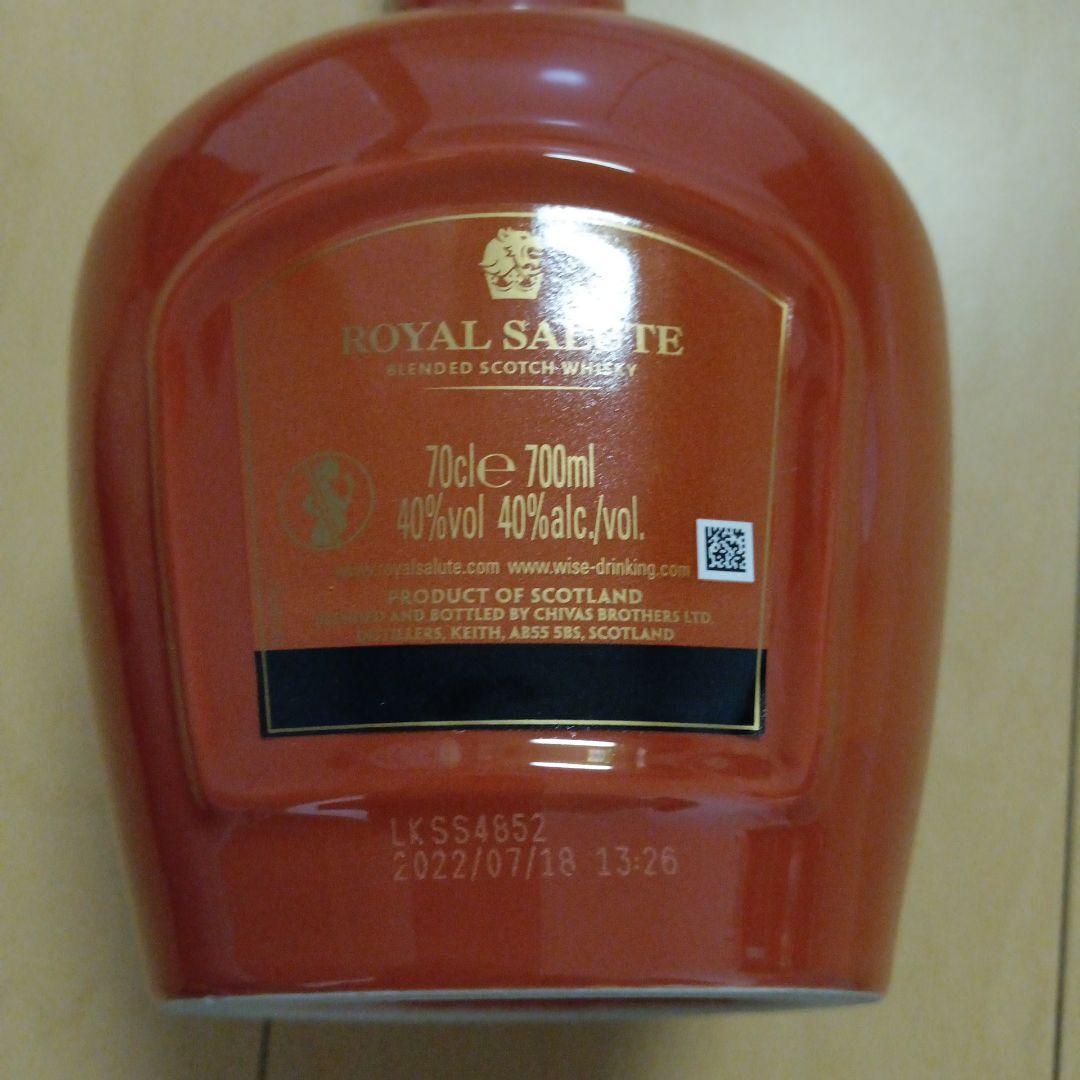 ROYAL SALUTE
BLENDED SCOTCH WHISKY
70cl e 700ml
40%vol 40%alc./vol.
www.royalsalute.com www.wise-drinking.com
PRODUCT OF SCOTLAND
BLENDED AND BOTTLED BY CHIVAS BROTHERS LTD.
DISTILLERS, KEITH, AB55 5BS, SCOTLAND
LKSS4852
2022/07/18 13:26